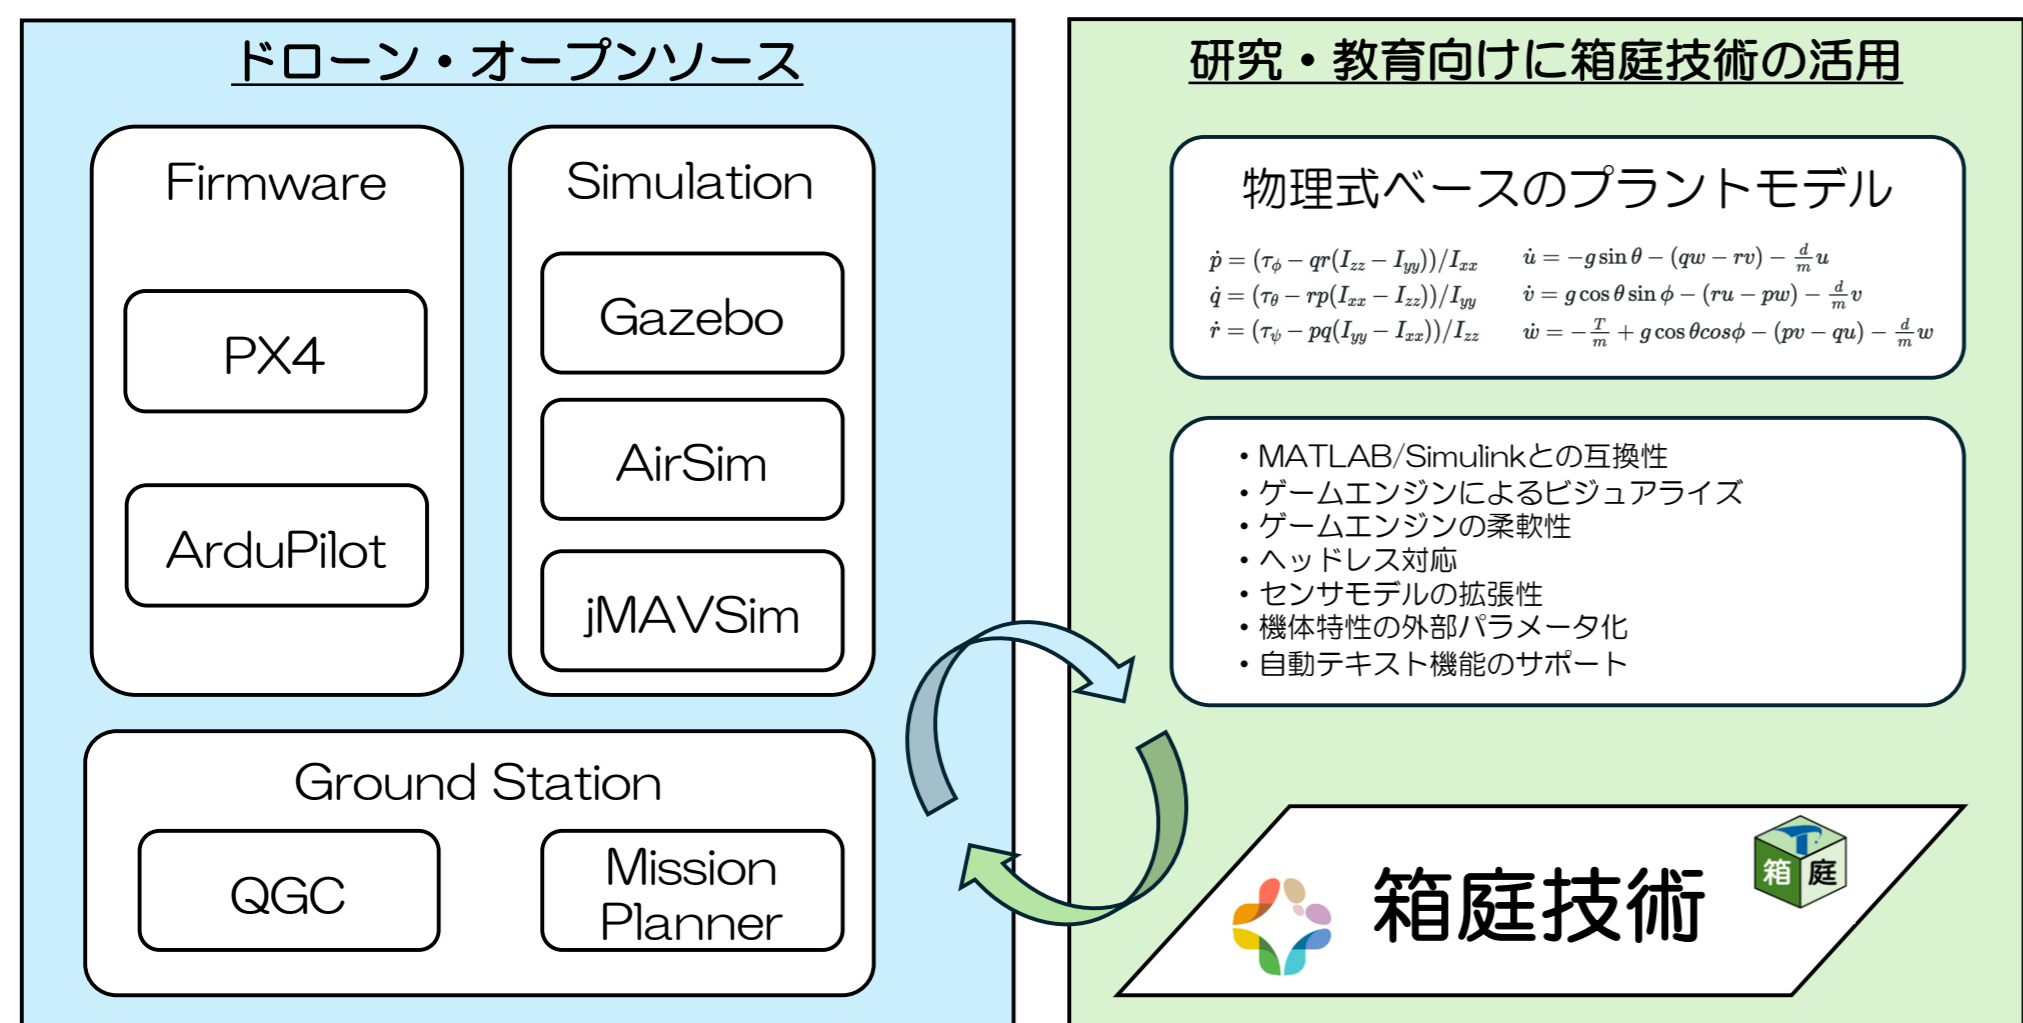 ドローン・オープンソース
Firmware
PX4
ArduPilot
Simulation
Gazebo
AirSim
jMAVSim
Ground Station
QGC
Mission
Planner
研究・教育向けに箱庭技術の活用
物理式ベースのプラントモデル
ṗ = (τ_ϕ − qr(I_zz − I_yy))/I_xx
q̇ = (τ_θ − rp(I_xx − I_zz))/I_yy
ṙ = (τ_ψ − pq(I_yy − I_xx))/I_zz
u̇ = −g sin θ − (qw − rv) − d/m u
v̇ = g cos θ sin ϕ − (ru − pw) − d/m v
ẇ = −T/m + g cos θcosϕ − (pv − qu) − d/m w
・MATLAB/Simulinkとの互換性
・ゲームエンジンによるビジュアライズ
・ゲームエンジンの柔軟性
・ヘッドレス対応
・センサモデルの拡張性
・機体特性の外部パラメータ化
・自動テキスト機能のサポート
箱庭技術
箱庭